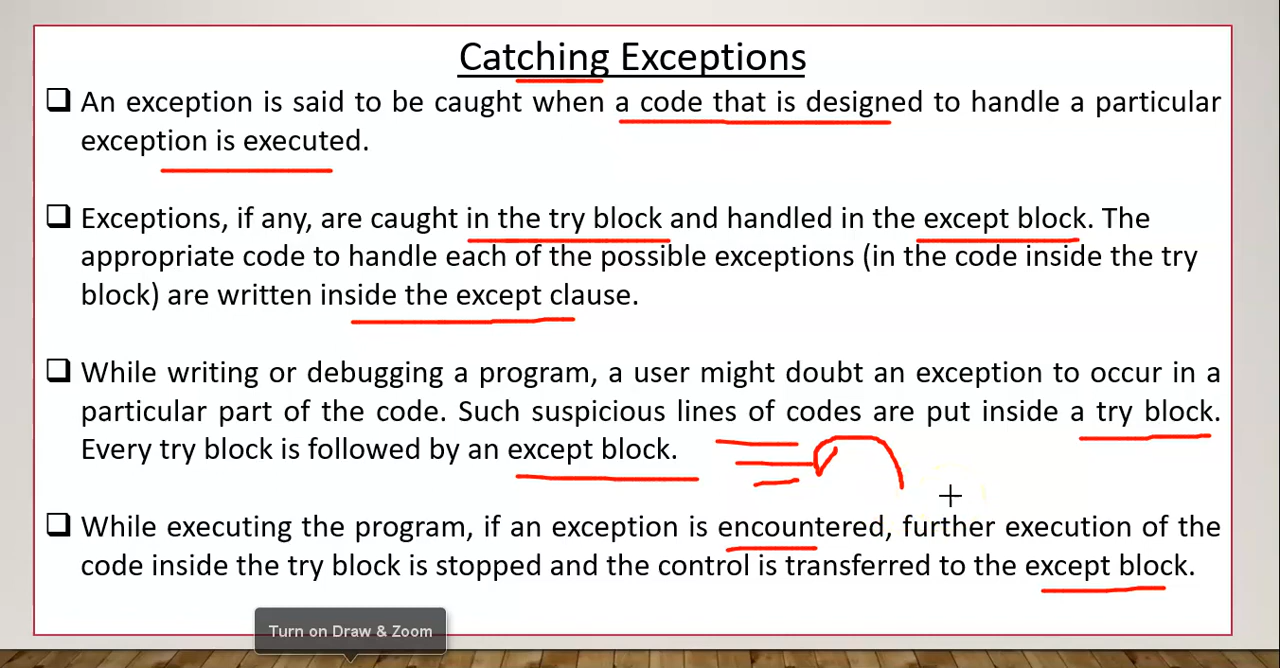 Catching Exceptions
❑ An exception is said to be caught when a code that is designed to handle a particular
exception is executed.
❑ Exceptions, if any, are caught in the try block and handled in the except block. The
appropriate code to handle each of the possible exceptions (in the code inside the try
block) are written inside the except clause.
❑ While writing or debugging a program, a user might doubt an exception to occur in a
particular part of the code. Such suspicious lines of codes are put inside a try block.
Every try block is followed by an except block.
❑ While executing the program, if an exception is encountered, further execution of the
code inside the try block is stopped and the control is transferred to the except block.
Turn on Draw & Zoom